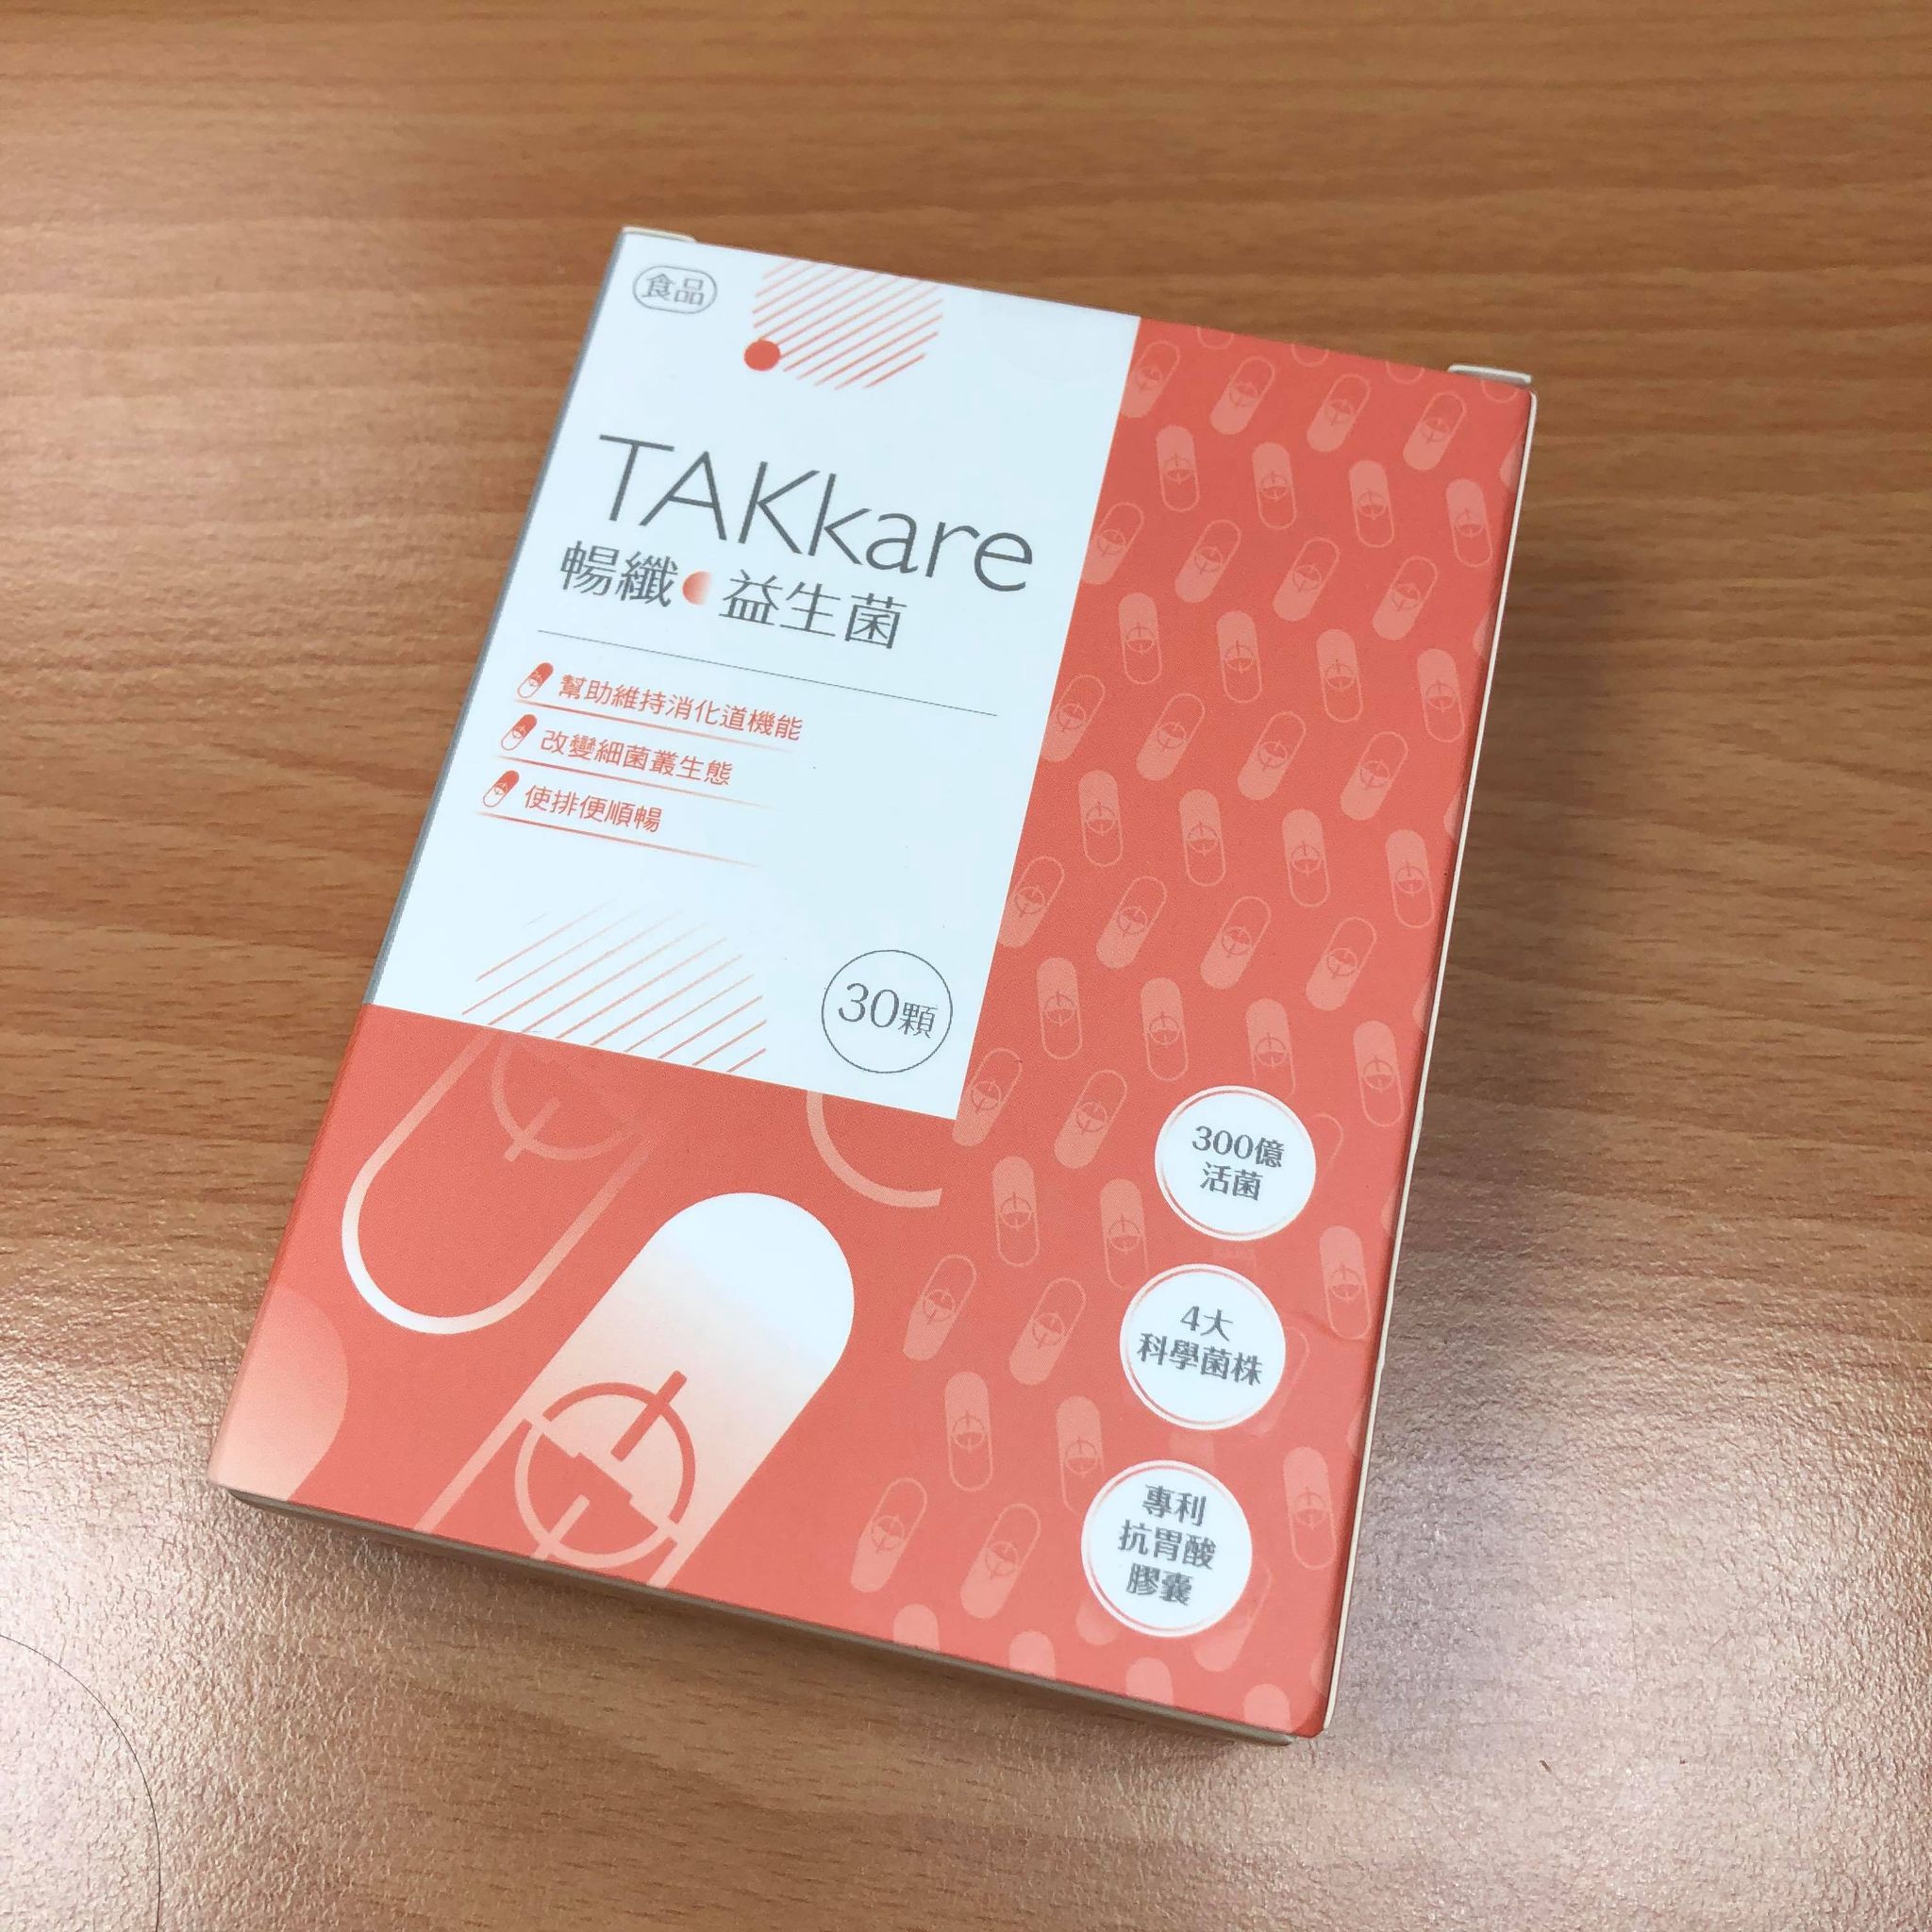 食品
TAKkare
暢纖 益生菌
幫助維持消化道機能
改變細菌叢生態
使排便順暢
30顆
300億
活菌
4大
科學菌株
專利
抗胃酸
膠囊